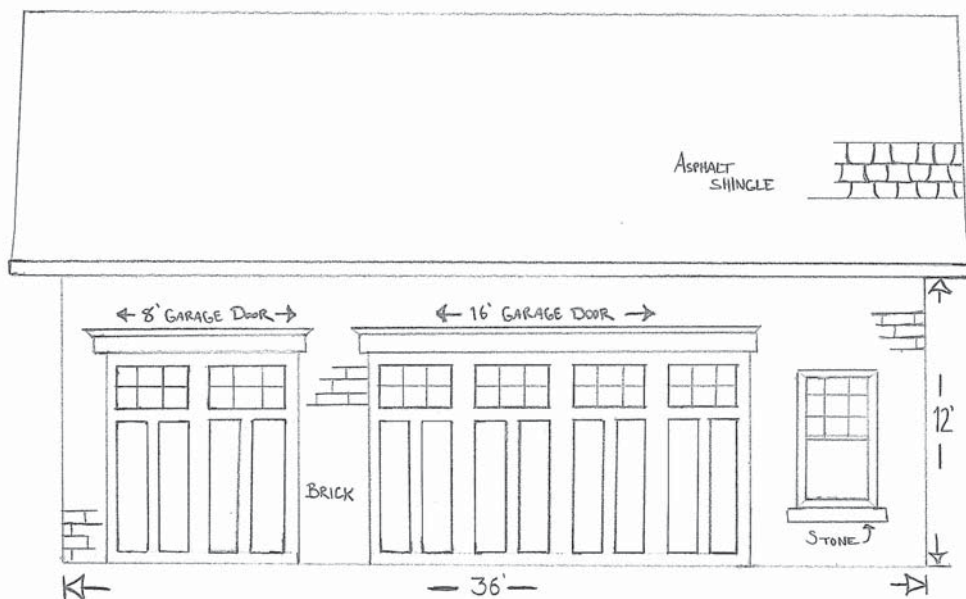 ASPHALT
SHINGLE
8' GARAGE DOOR
16' GARAGE DOOR
12'
BRICK
STONE
36'